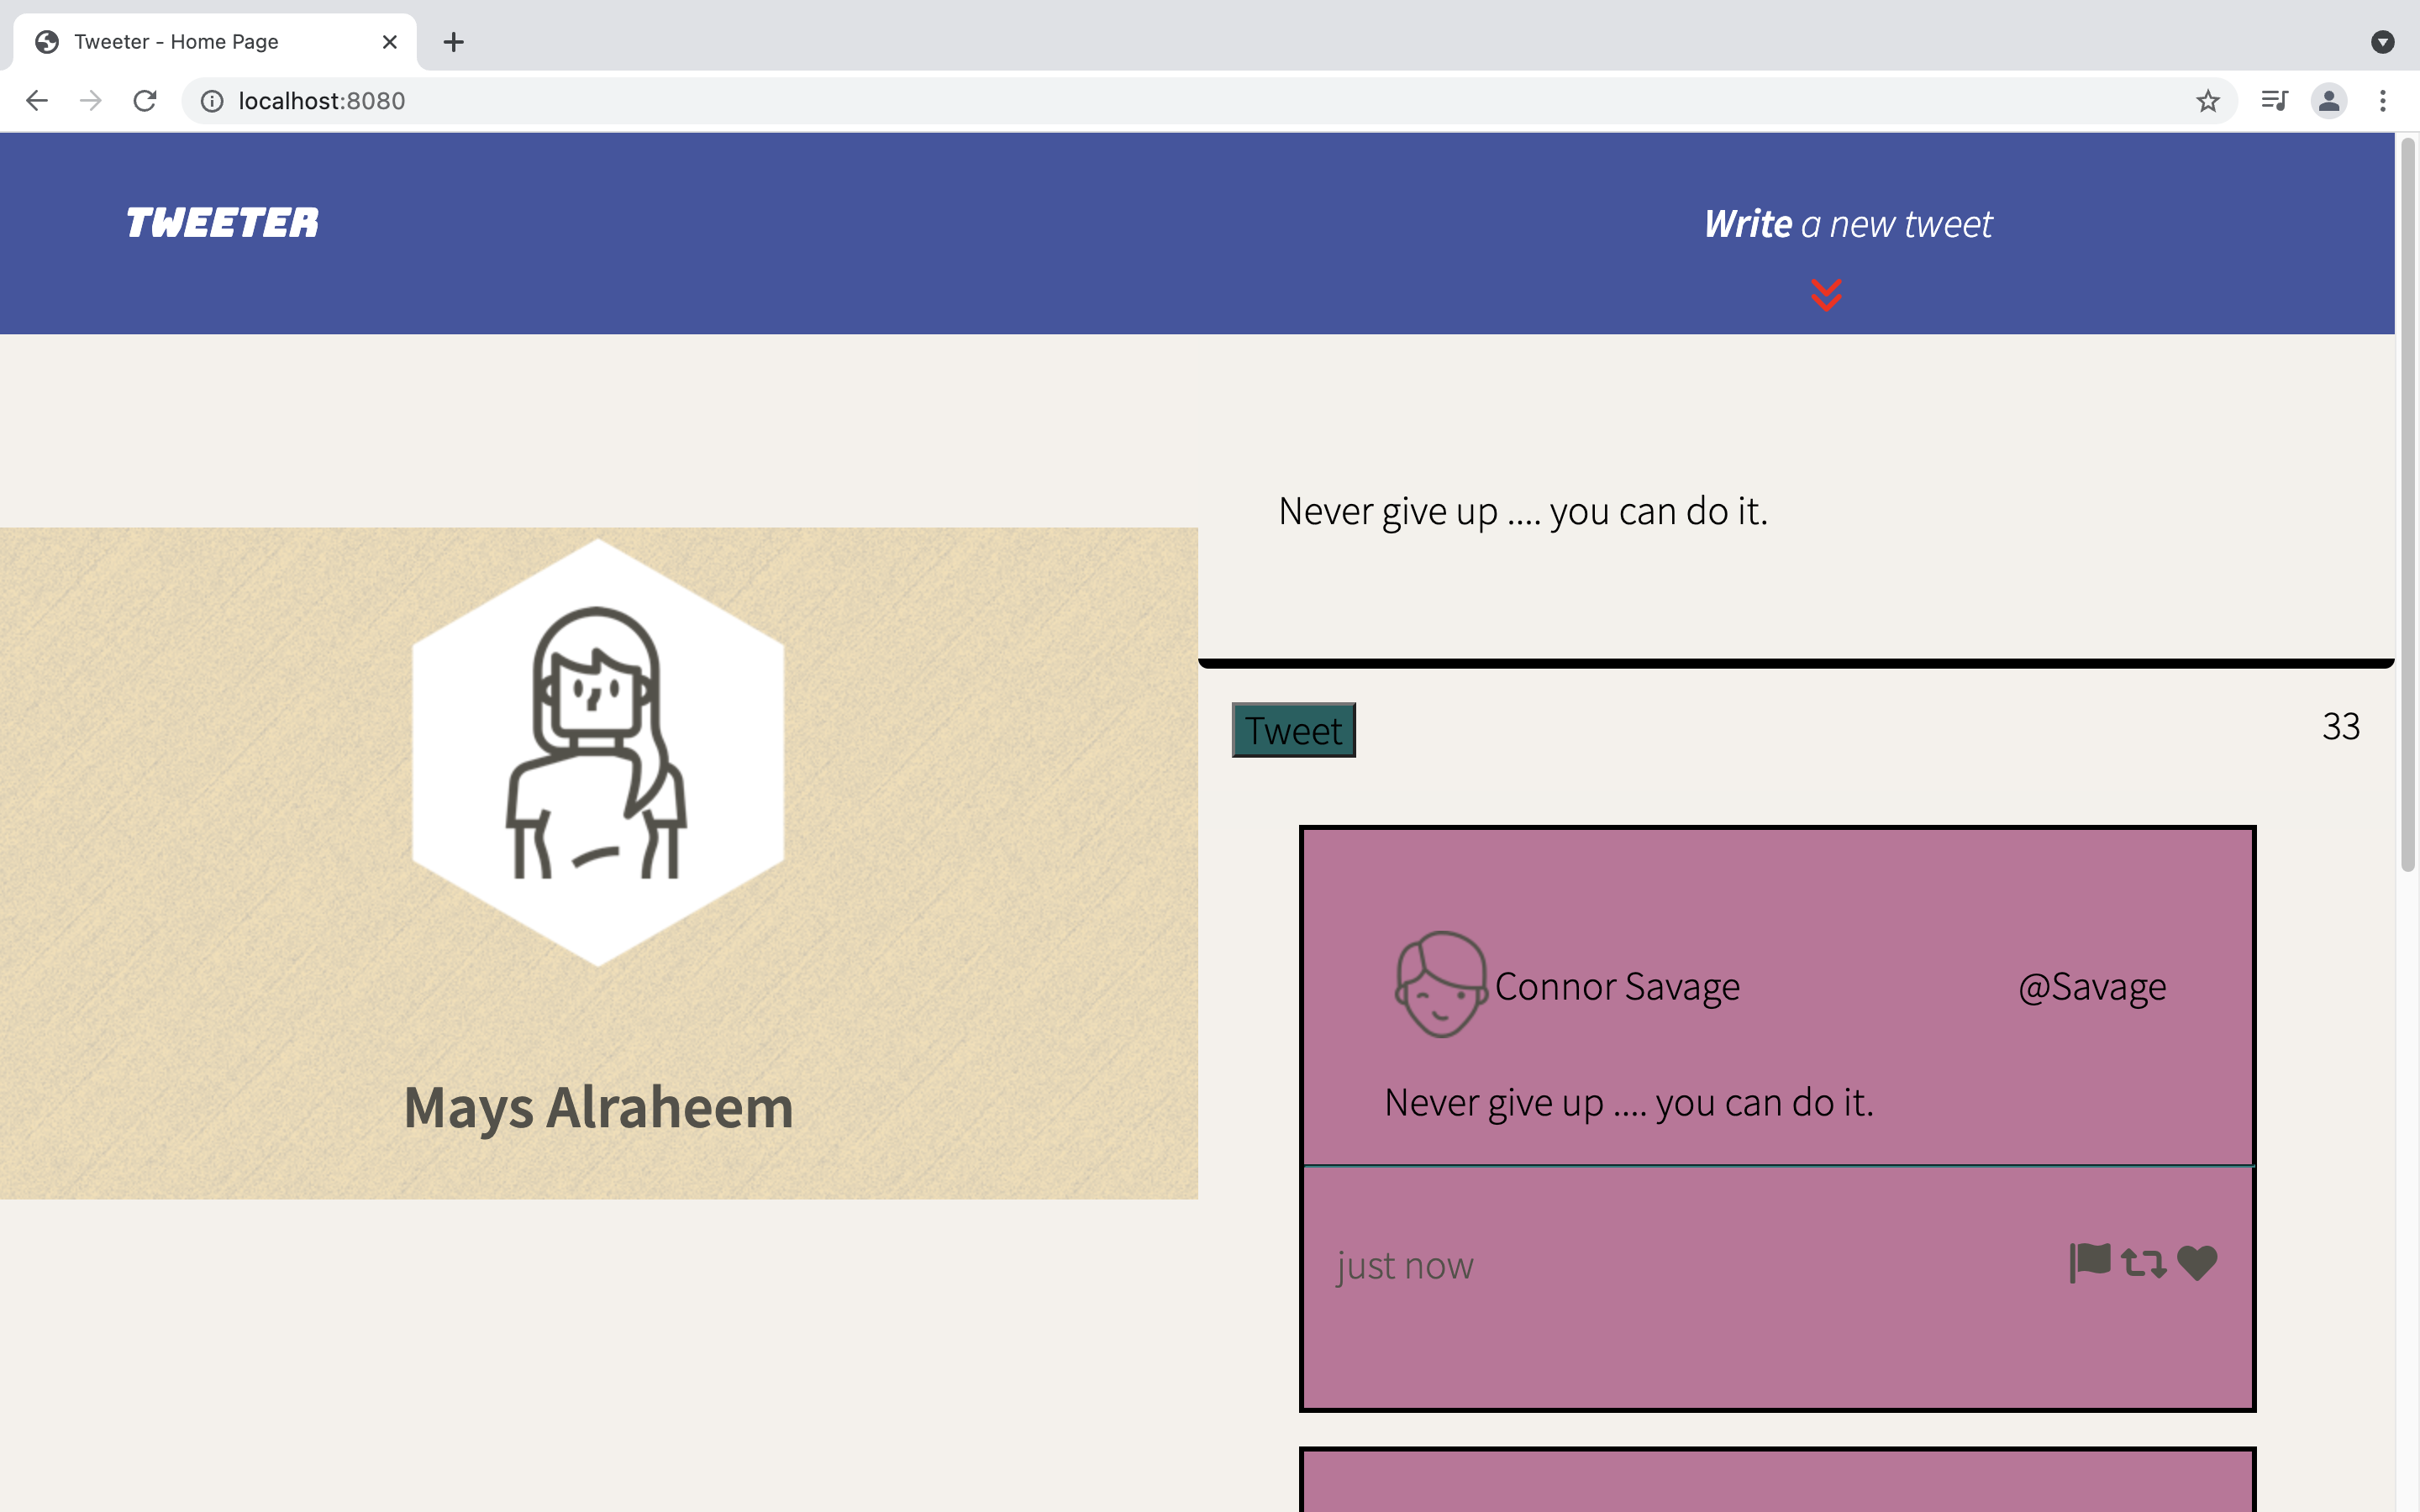 Tweeter - Home Page
localhost:8080
TWEETER
Write a new tweet
Never give up .... you can do it.
Tweet
33
Mays Alraheem
Connor Savage
@Savage
Never give up .... you can do it.
just now